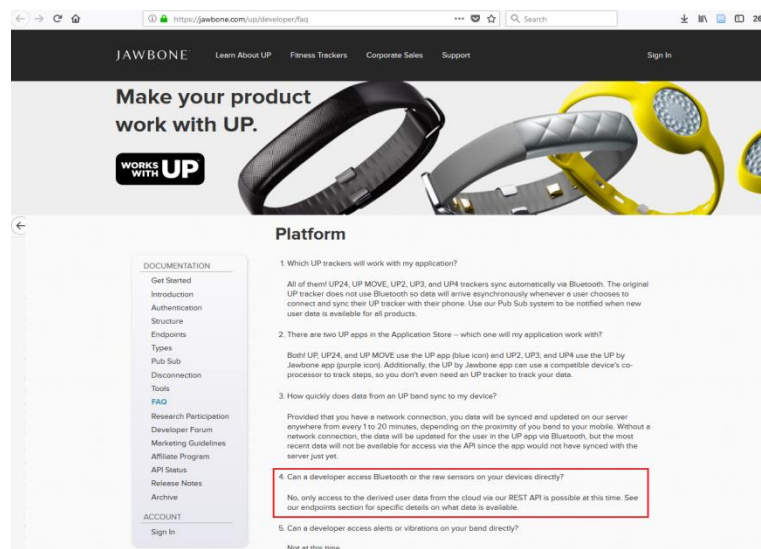 https://jawbone.com/up/developer/faq
Search
JAWBONE
Learn About UP
Fitness Trackers
Corporate Sales
Support
Sign In
Make your product
work with UP.
WORKS
WITH UP
Platform
DOCUMENTATION
Get Started
Introduction
Authentication
Structure
Endpoints
Types
Pub Sub
Disconnection
Tools
FAQ
Research Participation
Developer Forum
Marketing Guidelines
Affiliate Program
API Status
Release Notes
Archive
ACCOUNT
Sign In
1. Which UP trackers will work with my application?
All of them! UP24, UP MOVE, UP2, UP3, and UP4 trackers sync automatically via Bluetooth. The original
UP tracker does not use Bluetooth so data will arrive asynchronously whenever a user chooses to
connect and sync their UP tracker with their phone. Use our Pub Sub system to be notified when new
user data is available for all products.
2. There are two UP apps in the Application Store -- which one will my application work with?
Both! UP, UP24, and UP MOVE use the UP app (blue icon) and UP2, UP3, and UP4 use the UP by
Jawbone app (purple icon). Additionally, the UP by Jawbone app can use a compatible device's co-
processor to track steps, so you don't even need an UP tracker to track your data.
3. How quickly does data from an UP band sync to my device?
Provided that you have a network connection, you data will be synced and updated on our server
anywhere from every 1 to 20 minutes, depending on the proximity of you band to your mobile. Without a
network connection, the data will be updated for the user in the UP app via Bluetooth, but the most
recent data will not be available for access via the API since the app would not have synced with the
server just yet.
4. Can a developer access Bluetooth or the raw sensors on your devices directly?
No, only access to the derived user data from the cloud via our REST API is possible at this time. See
our endpoints section for specific details on what data is available.
5. Can a developer access alerts or vibrations on your band directly?
Not at this time